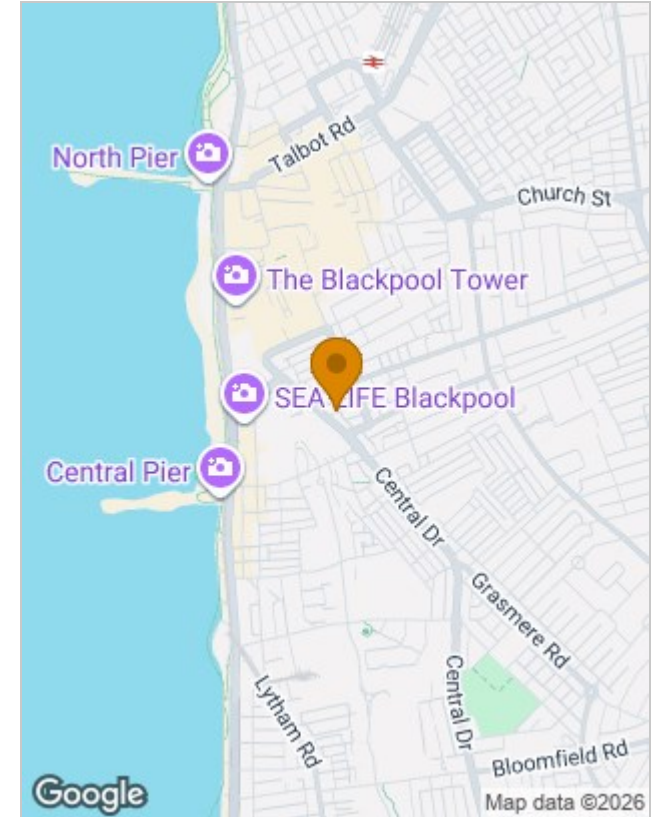 North Pier
Talbot Rd
Church St
The Blackpool Tower
SEA LIFE Blackpool
Central Pier
Central Dr
Grasmere Rd
Central Dr
Lytham Rd
Bloomfield Rd
Google
Map data ©2026